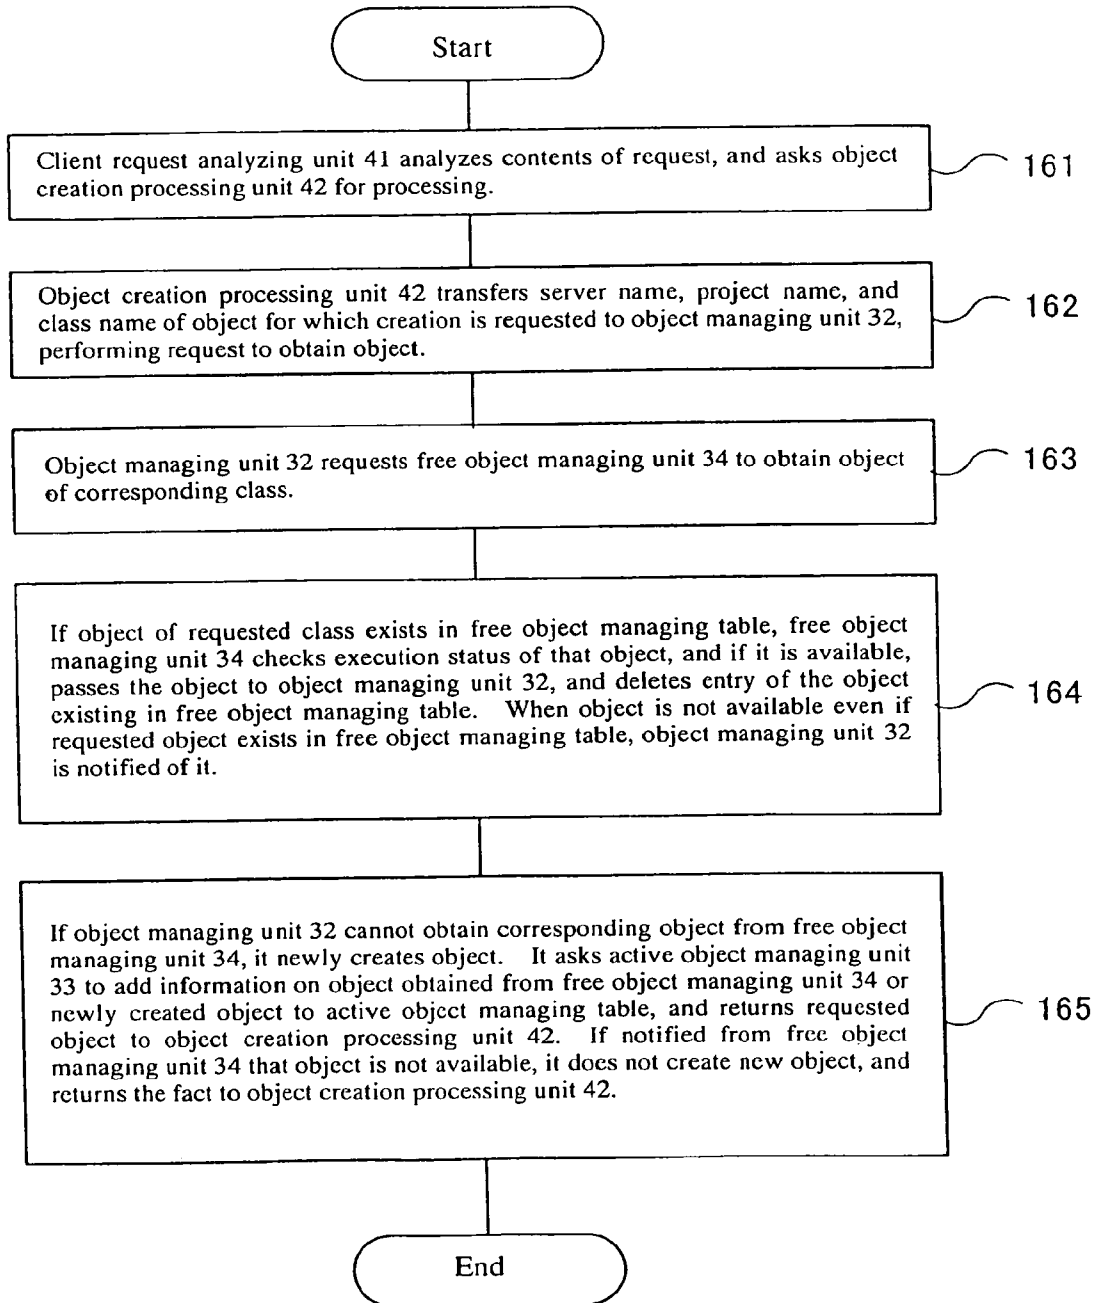 Start
Client request analyzing unit 41 analyzes contents of request, and asks object
creation processing unit 42 for processing.
161
Object creation processing unit 42 transfers server name, project name, and
class name of object for which creation is requested to object managing unit 32,
performing request to obtain object.
162
Object managing unit 32 requests free object managing unit 34 to obtain object
of corresponding class.
163
If object of requested class exists in free object managing table, free object
managing unit 34 checks execution status of that object, and if it is available,
passes the object to object managing unit 32, and deletes entry of the object
existing in free object managing table. When object is not available even if
requested object exists in free object managing table, object managing unit 32
is notified of it.
164
If object managing unit 32 cannot obtain corresponding object from free object
managing unit 34, it newly creates object. It asks active object managing unit
33 to add information on object obtained from free object managing unit 34 or
newly created object to active object managing table, and returns requested
object to object creation processing unit 42. If notified from free object
managing unit 34 that object is not available, it does not create new object, and
returns the fact to object creation processing unit 42.
165
End